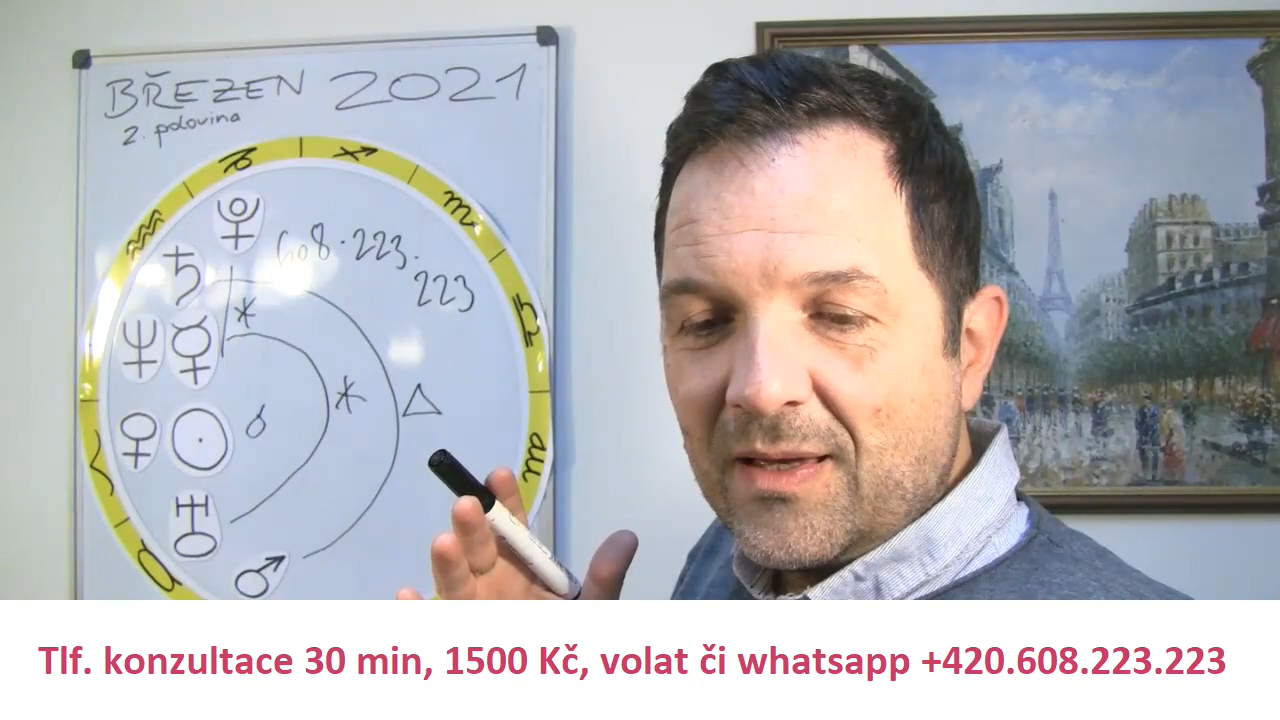 BŘEZEN 2021
2. polovina
608.223.
223
Tlf. konzultace 30 min, 1500 Kč, volat či whatsapp +420.608.223.223